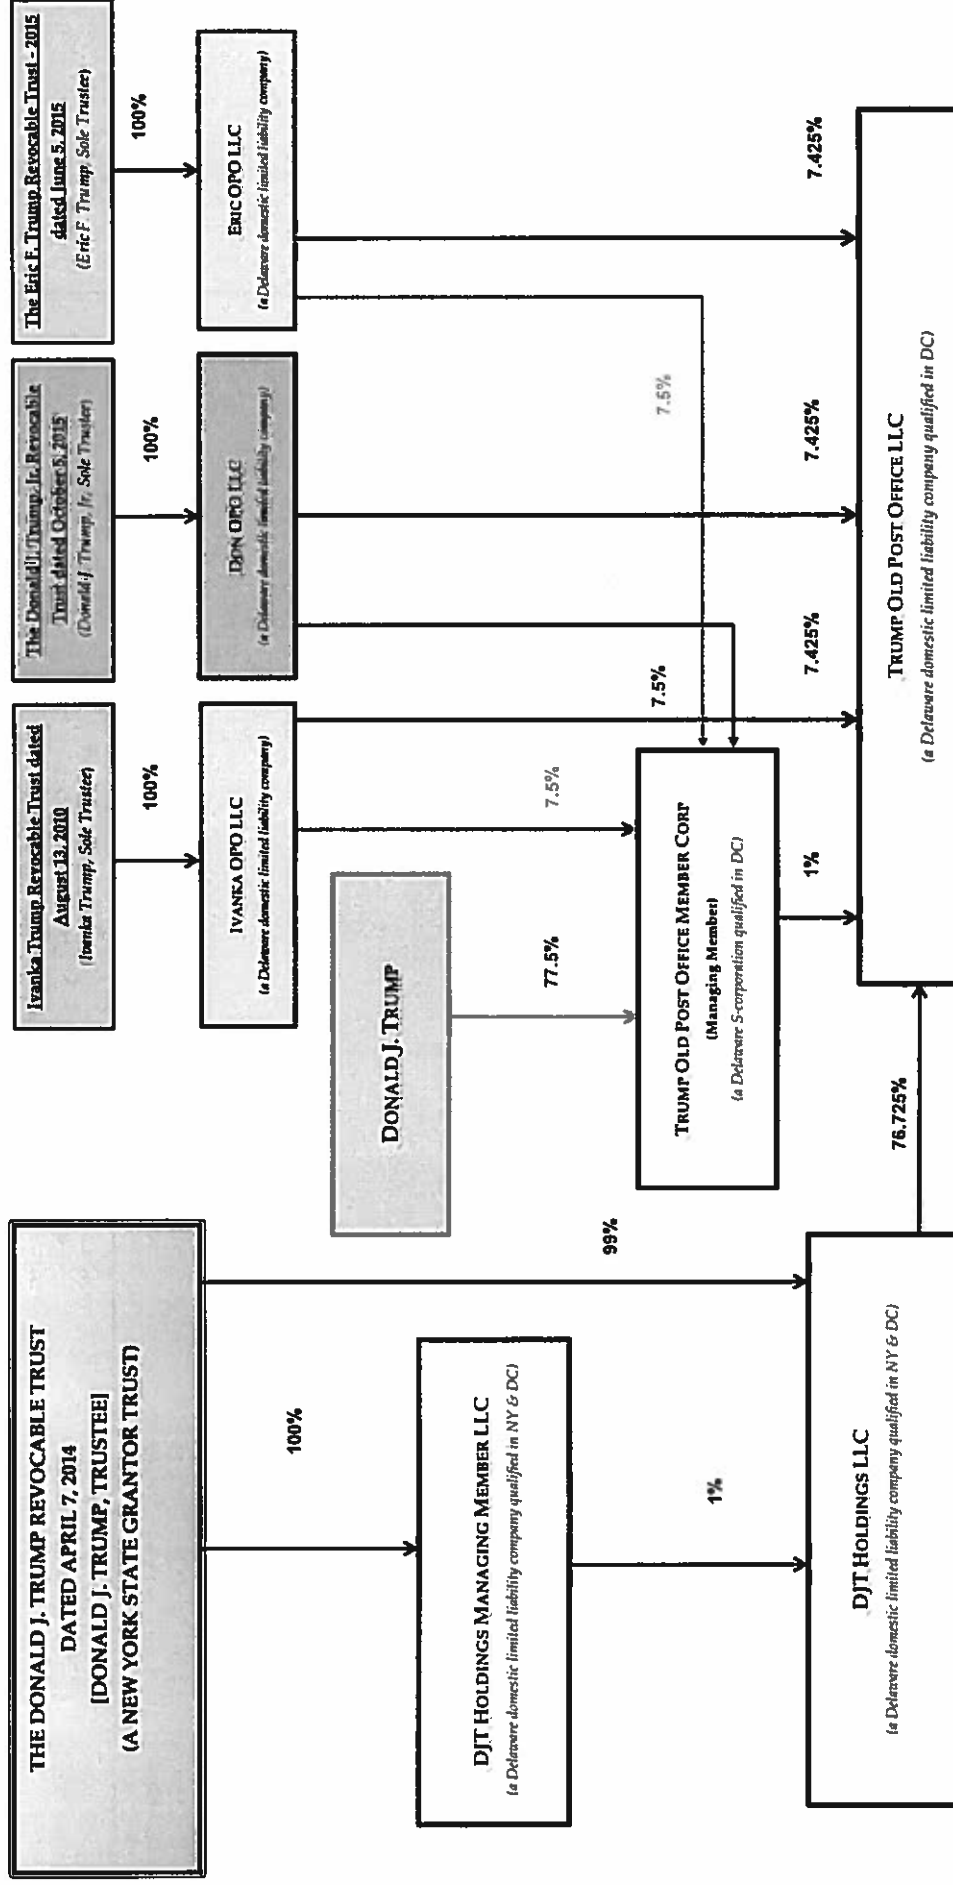 THE DONALD J. TRUMP REVOCABLE TRUST
DATED APRIL 7, 2014
[DONALD J. TRUMP, TRUSTEE]
(A NEW YORK STATE GRANTOR TRUST)
Ivanka Trump Revocable Trust dated
August 13, 2010
(Ivanka Trump, Sole Trustee)
The Donald J. Trump, Jr. Revocable
Trust dated October 5, 2015
(Donald J. Trump, Jr. Sole Trustee)
The Eric F. Trump Revocable Trust - 2015
dated June 5, 2015
(Eric F. Trump, Sole Trustee)
100%
100%
100%
IVANKA OPO LLC
(a Delaware domestic limited liability company)
DON OPO LLC
(a Delaware domestic limited liability company)
ERIC OPO LLC
(a Delaware domestic limited liability company)
100%
DONALD J. TRUMP
DJT HOLDINGS MANAGING MEMBER LLC
(a Delaware domestic limited liability company qualified in NY & DC)
99%
77.5%
7.5%
7.5%
7.5%
TRUMP OLD POST OFFICE MEMBER CORP
(Managing Member)
(a Delaware S-corporation qualified in DC)
1%
1%
7.425%
7.425%
7.425%
DJT HOLDINGS LLC
(a Delaware domestic limited liability company qualified in NY & DC)
76.725%
TRUMP OLD POST OFFICE LLC
(a Delaware domestic limited liability company qualified in DC)